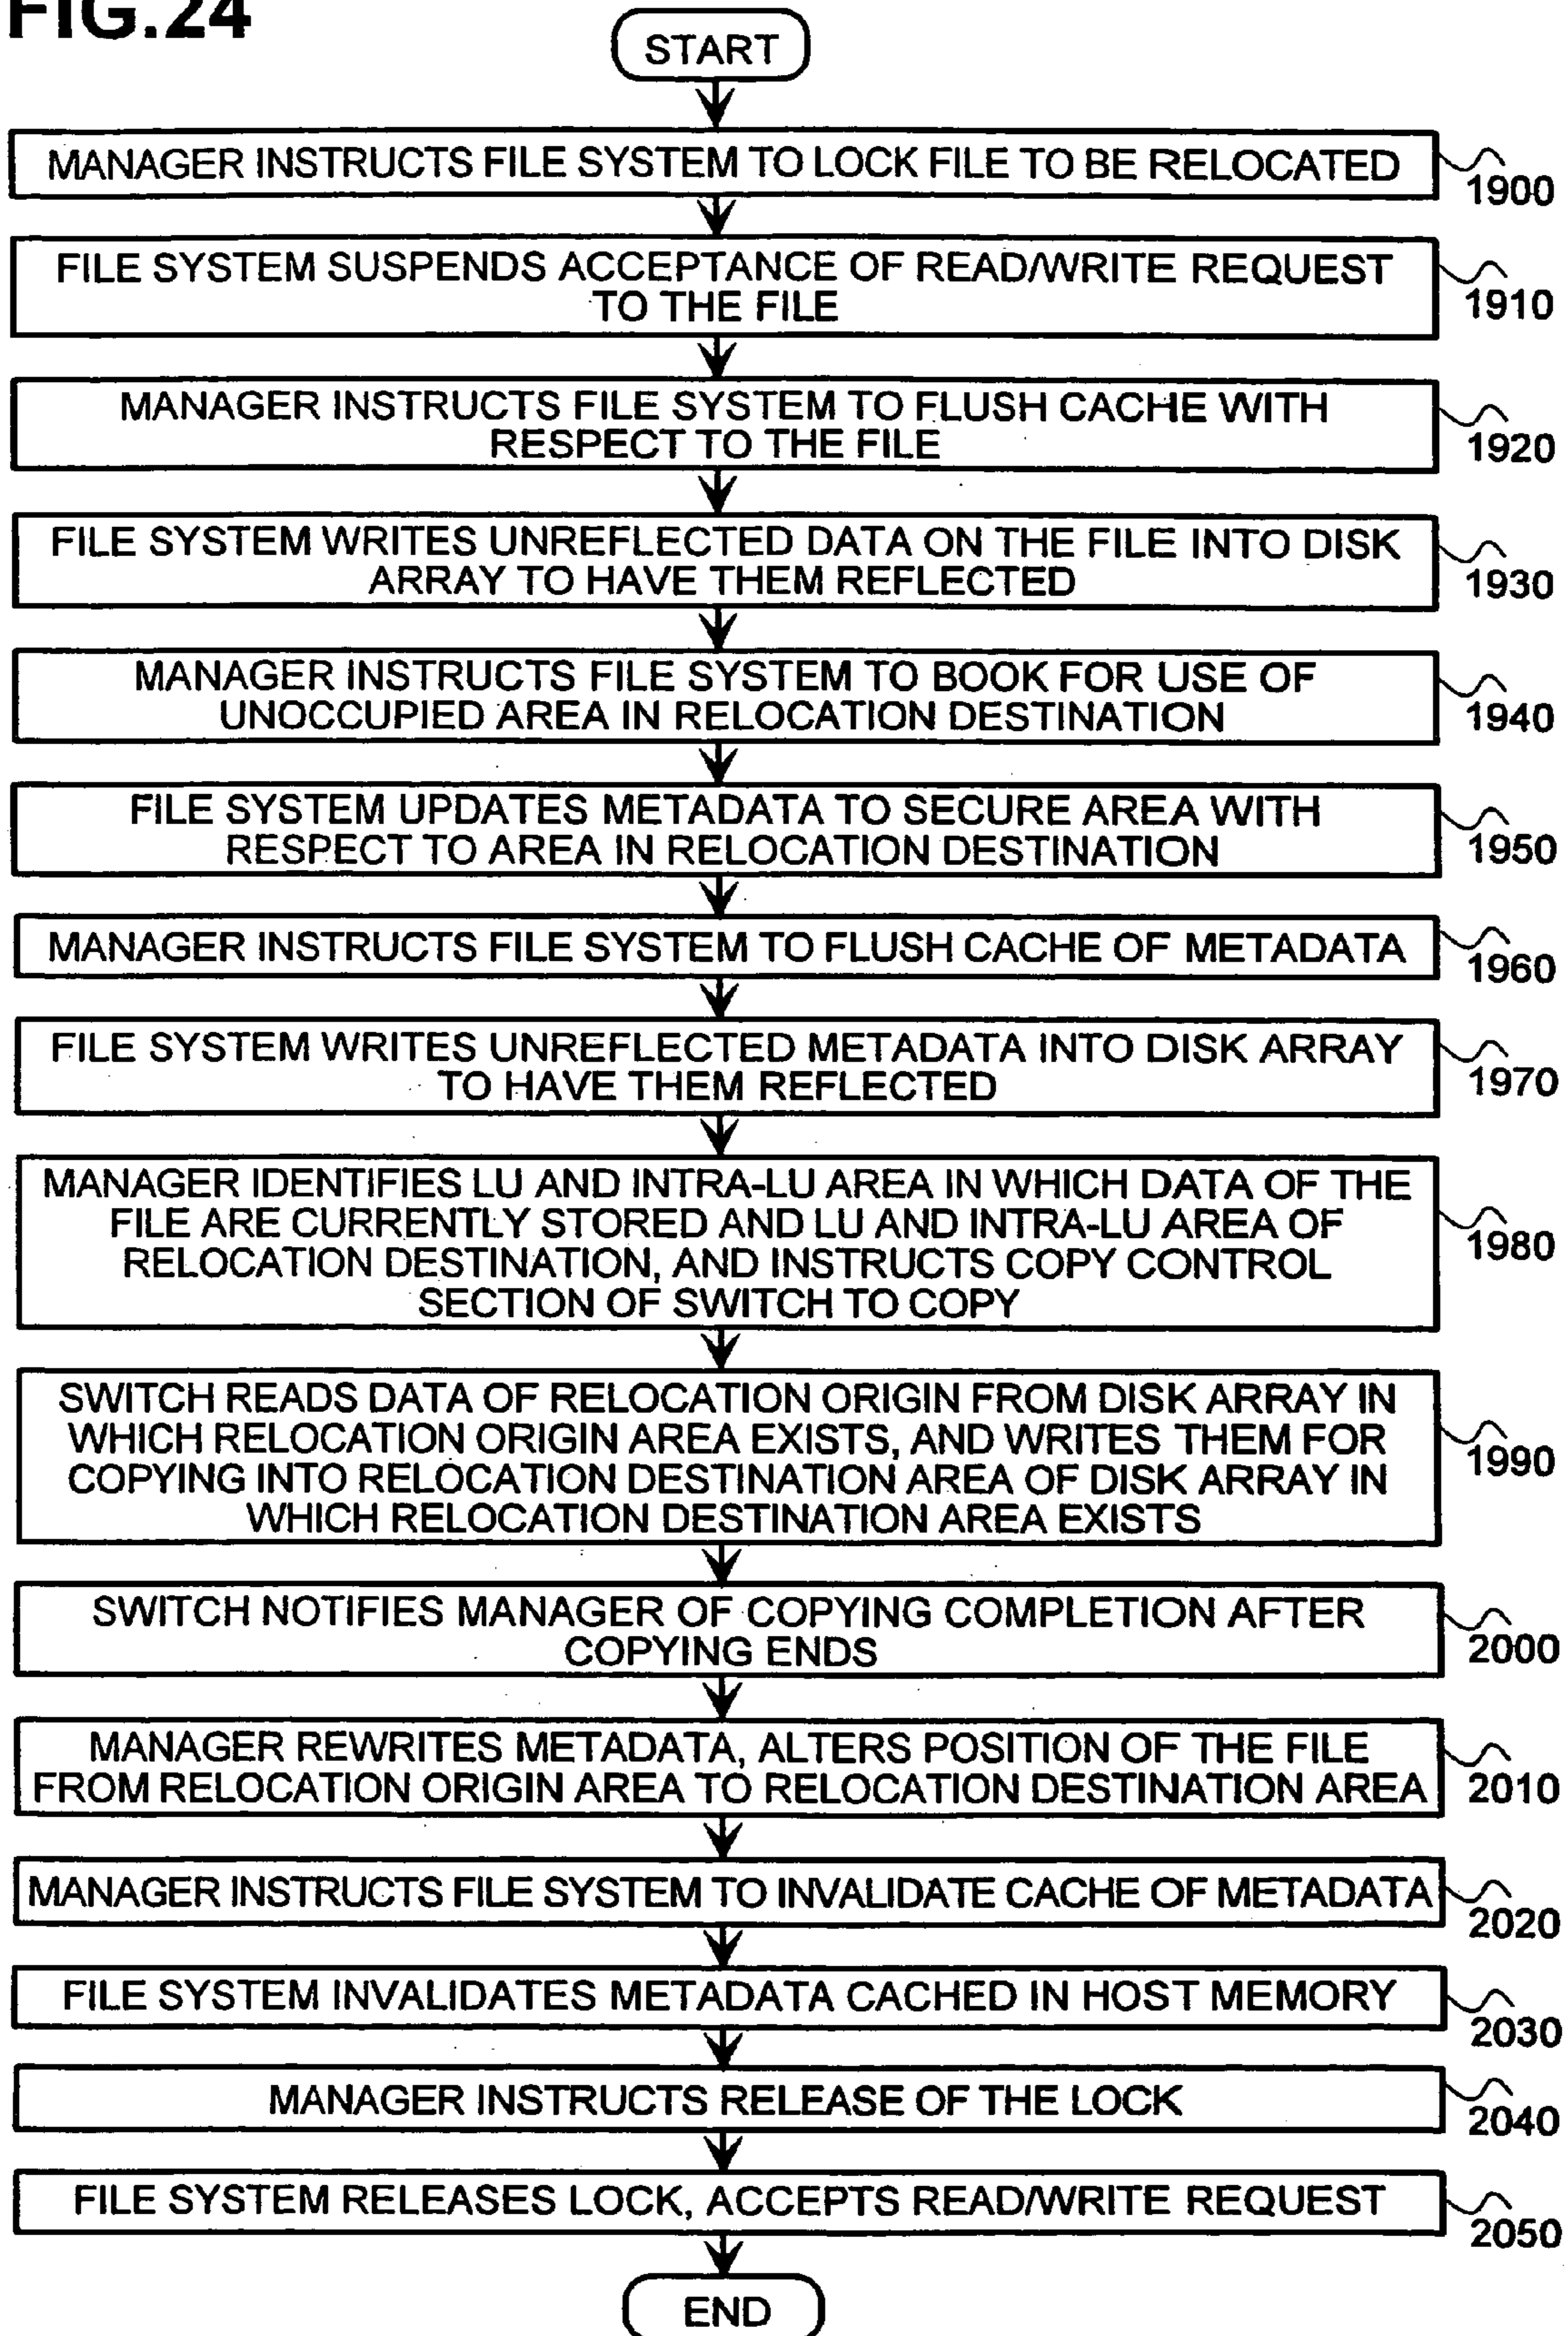 FIG.24
START
MANAGER INSTRUCTS FILE SYSTEM TO LOCK FILE TO BE RELOCATED
1900
FILE SYSTEM SUSPENDS ACCEPTANCE OF READ/WRITE REQUEST
TO THE FILE
1910
MANAGER INSTRUCTS FILE SYSTEM TO FLUSH CACHE WITH
RESPECT TO THE FILE
1920
FILE SYSTEM WRITES UNREFLECTED DATA ON THE FILE INTO DISK
ARRAY TO HAVE THEM REFLECTED
1930
MANAGER INSTRUCTS FILE SYSTEM TO BOOK FOR USE OF
UNOCCUPIED AREA IN RELOCATION DESTINATION
1940
FILE SYSTEM UPDATES METADATA TO SECURE AREA WITH
RESPECT TO AREA IN RELOCATION DESTINATION
1950
MANAGER INSTRUCTS FILE SYSTEM TO FLUSH CACHE OF METADATA
1960
FILE SYSTEM WRITES UNREFLECTED METADATA INTO DISK ARRAY
TO HAVE THEM REFLECTED
1970
MANAGER IDENTIFIES LU AND INTRA-LU AREA IN WHICH DATA OF THE
FILE ARE CURRENTLY STORED AND LU AND INTRA-LU AREA OF
RELOCATION DESTINATION, AND INSTRUCTS COPY CONTROL
SECTION OF SWITCH TO COPY
1980
SWITCH READS DATA OF RELOCATION ORIGIN FROM DISK ARRAY IN
WHICH RELOCATION ORIGIN AREA EXISTS, AND WRITES THEM FOR
COPYING INTO RELOCATION DESTINATION AREA OF DISK ARRAY IN
WHICH RELOCATION DESTINATION AREA EXISTS
1990
SWITCH NOTIFIES MANAGER OF COPYING COMPLETION AFTER
COPYING ENDS
2000
MANAGER REWRITES METADATA, ALTERS POSITION OF THE FILE
FROM RELOCATION ORIGIN AREA TO RELOCATION DESTINATION AREA
2010
MANAGER INSTRUCTS FILE SYSTEM TO INVALIDATE CACHE OF METADATA
2020
FILE SYSTEM INVALIDATES METADATA CACHED IN HOST MEMORY
2030
MANAGER INSTRUCTS RELEASE OF THE LOCK
2040
FILE SYSTEM RELEASES LOCK, ACCEPTS READ/WRITE REQUEST
2050
END